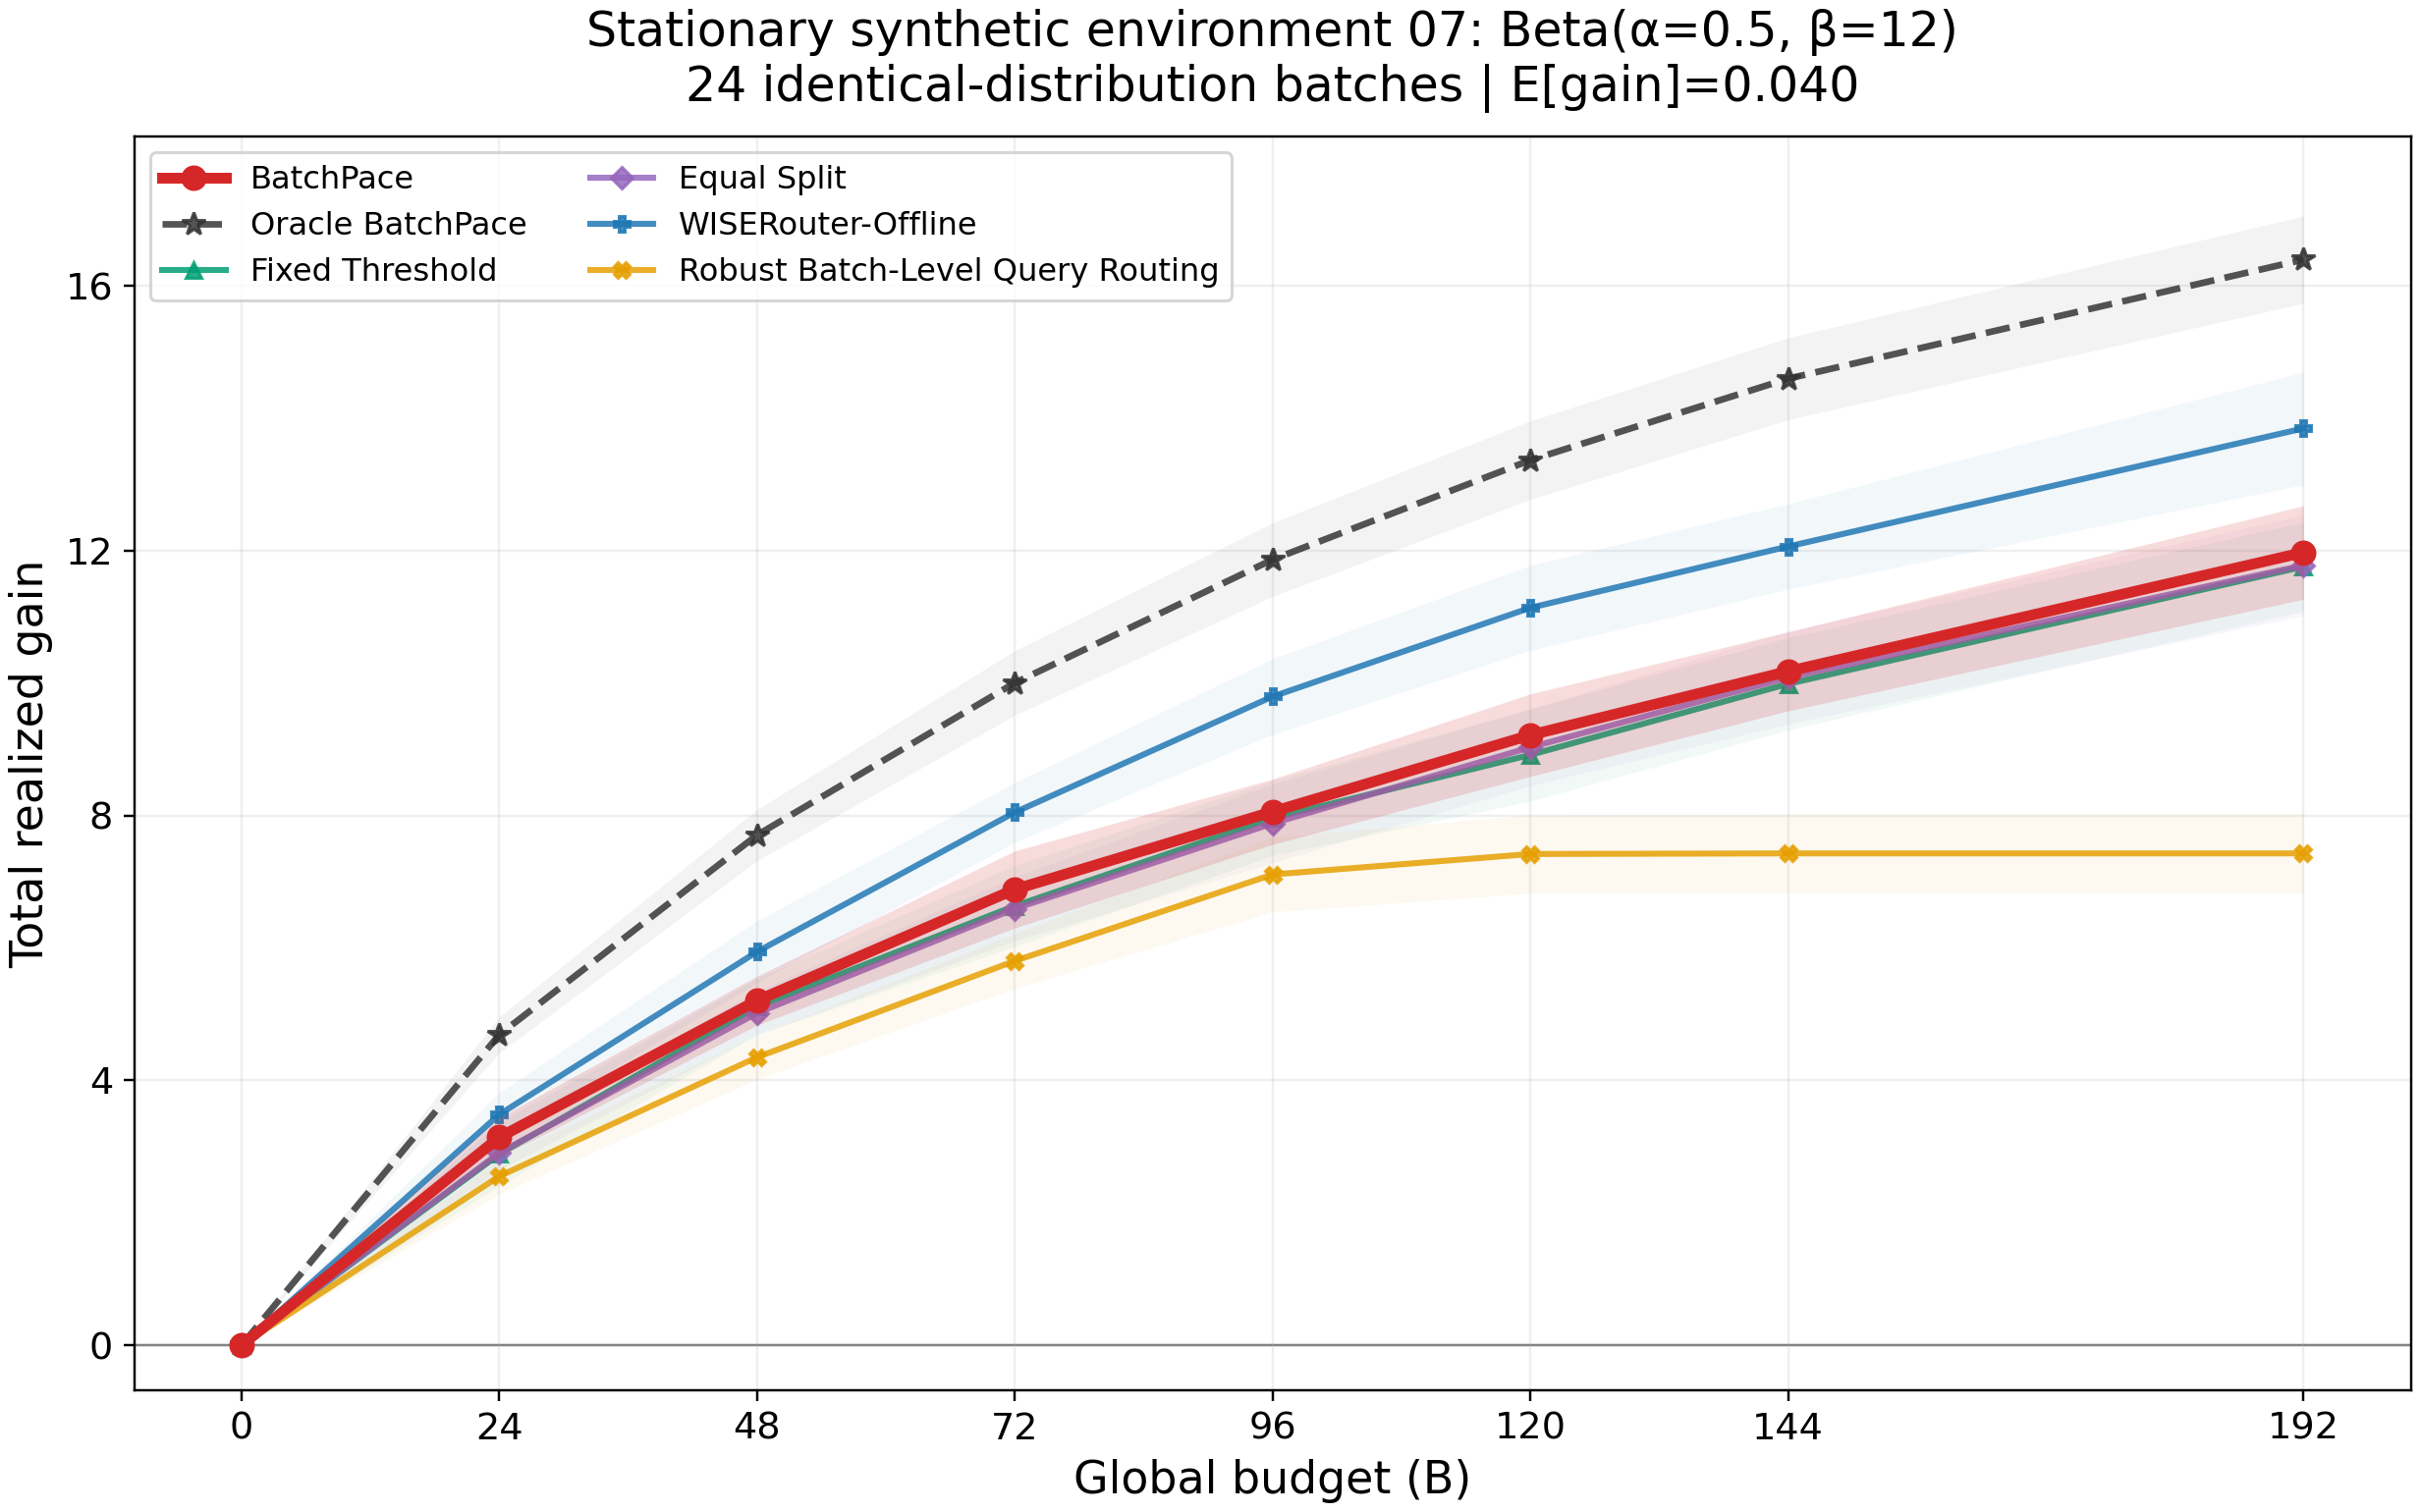 Stationary synthetic environment 07: Beta(α=0.5, β=12)
24 identical-distribution batches | E[gain]=0.040
BatchPace
Oracle BatchPace
Fixed Threshold
Equal Split
WISERouter-Offline
Robust Batch-Level Query Routing
Total realized gain
16
12
8
4
0
0 24 48 72 96 120 144 192
Global budget (B)